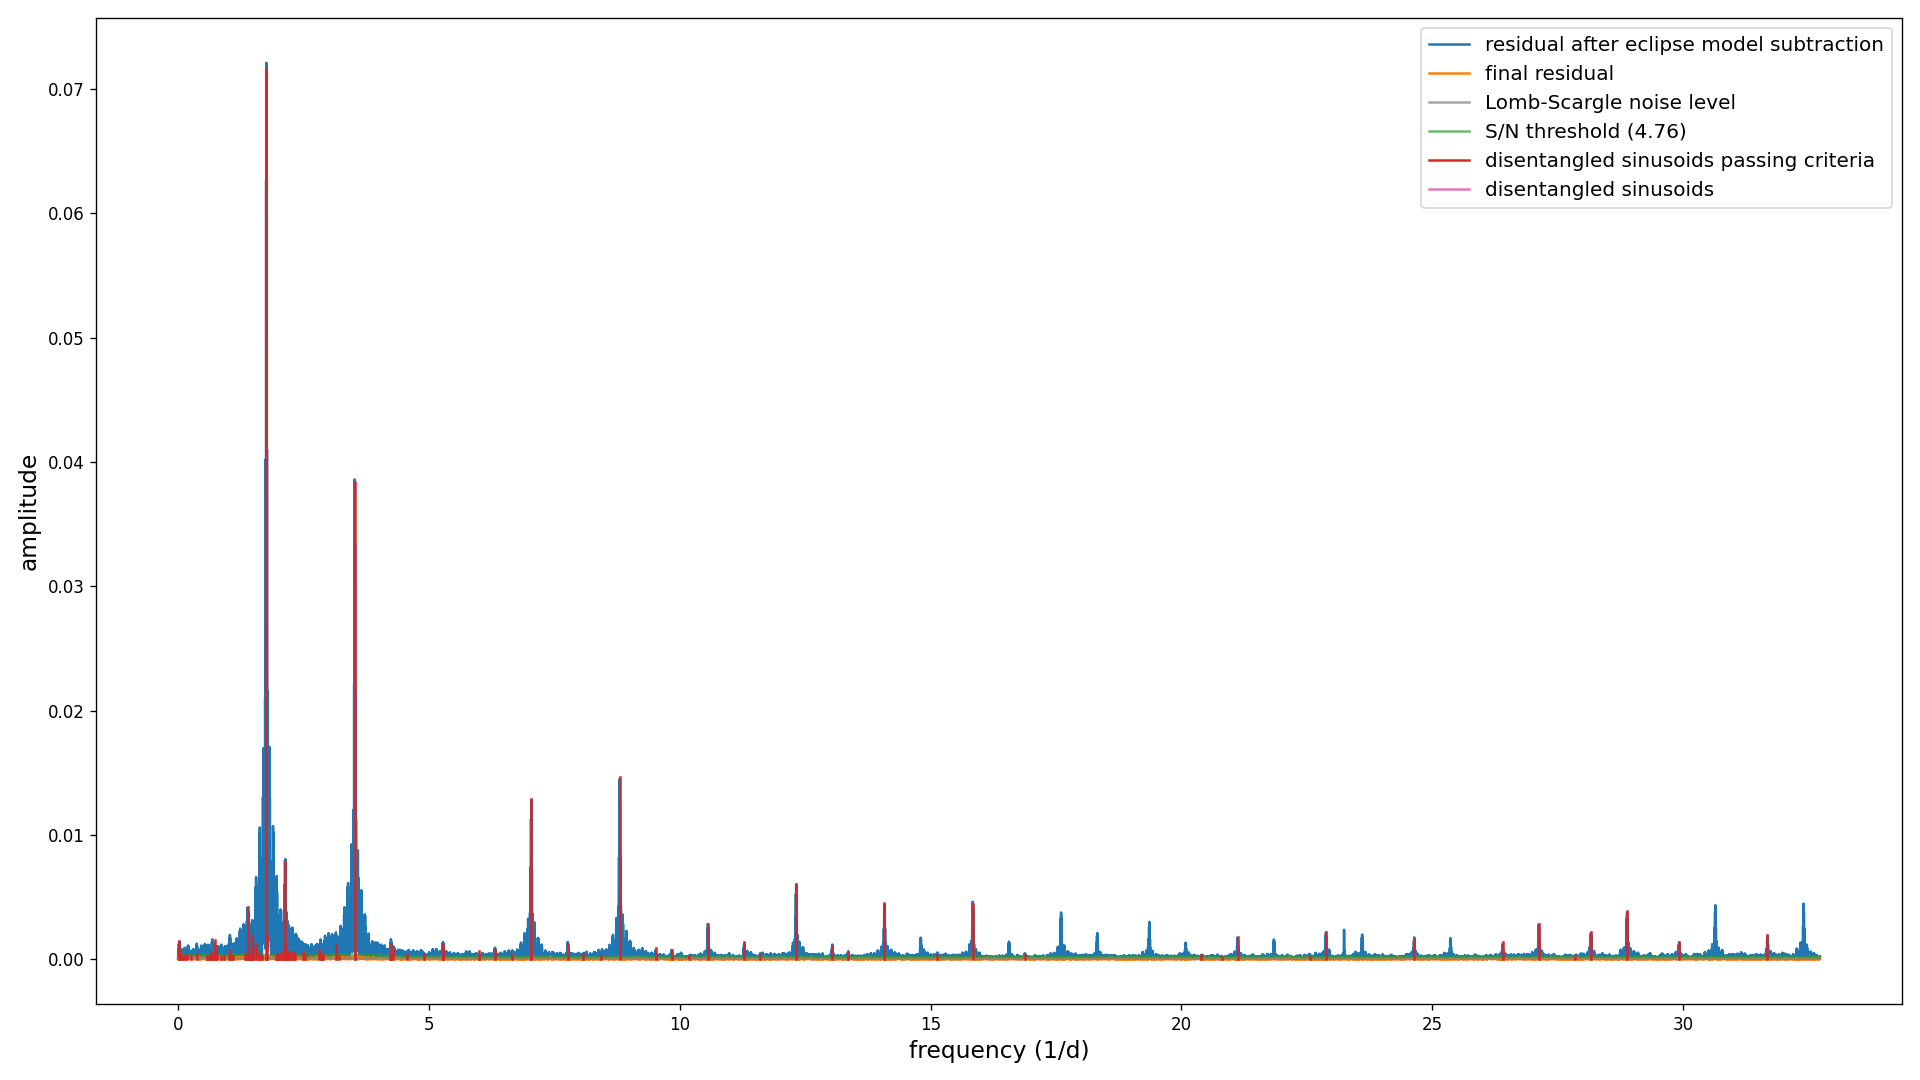 residual after eclipse model subtraction
final residual
Lomb-Scargle noise level
S/N threshold (4.76)
disentangled sinusoids passing criteria
disentangled sinusoids
0.07
0.06
0.05
0.04
0.03
0.02
0.01
0.00
amplitude
0 5 10 15 20 25 30
frequency (1/d)